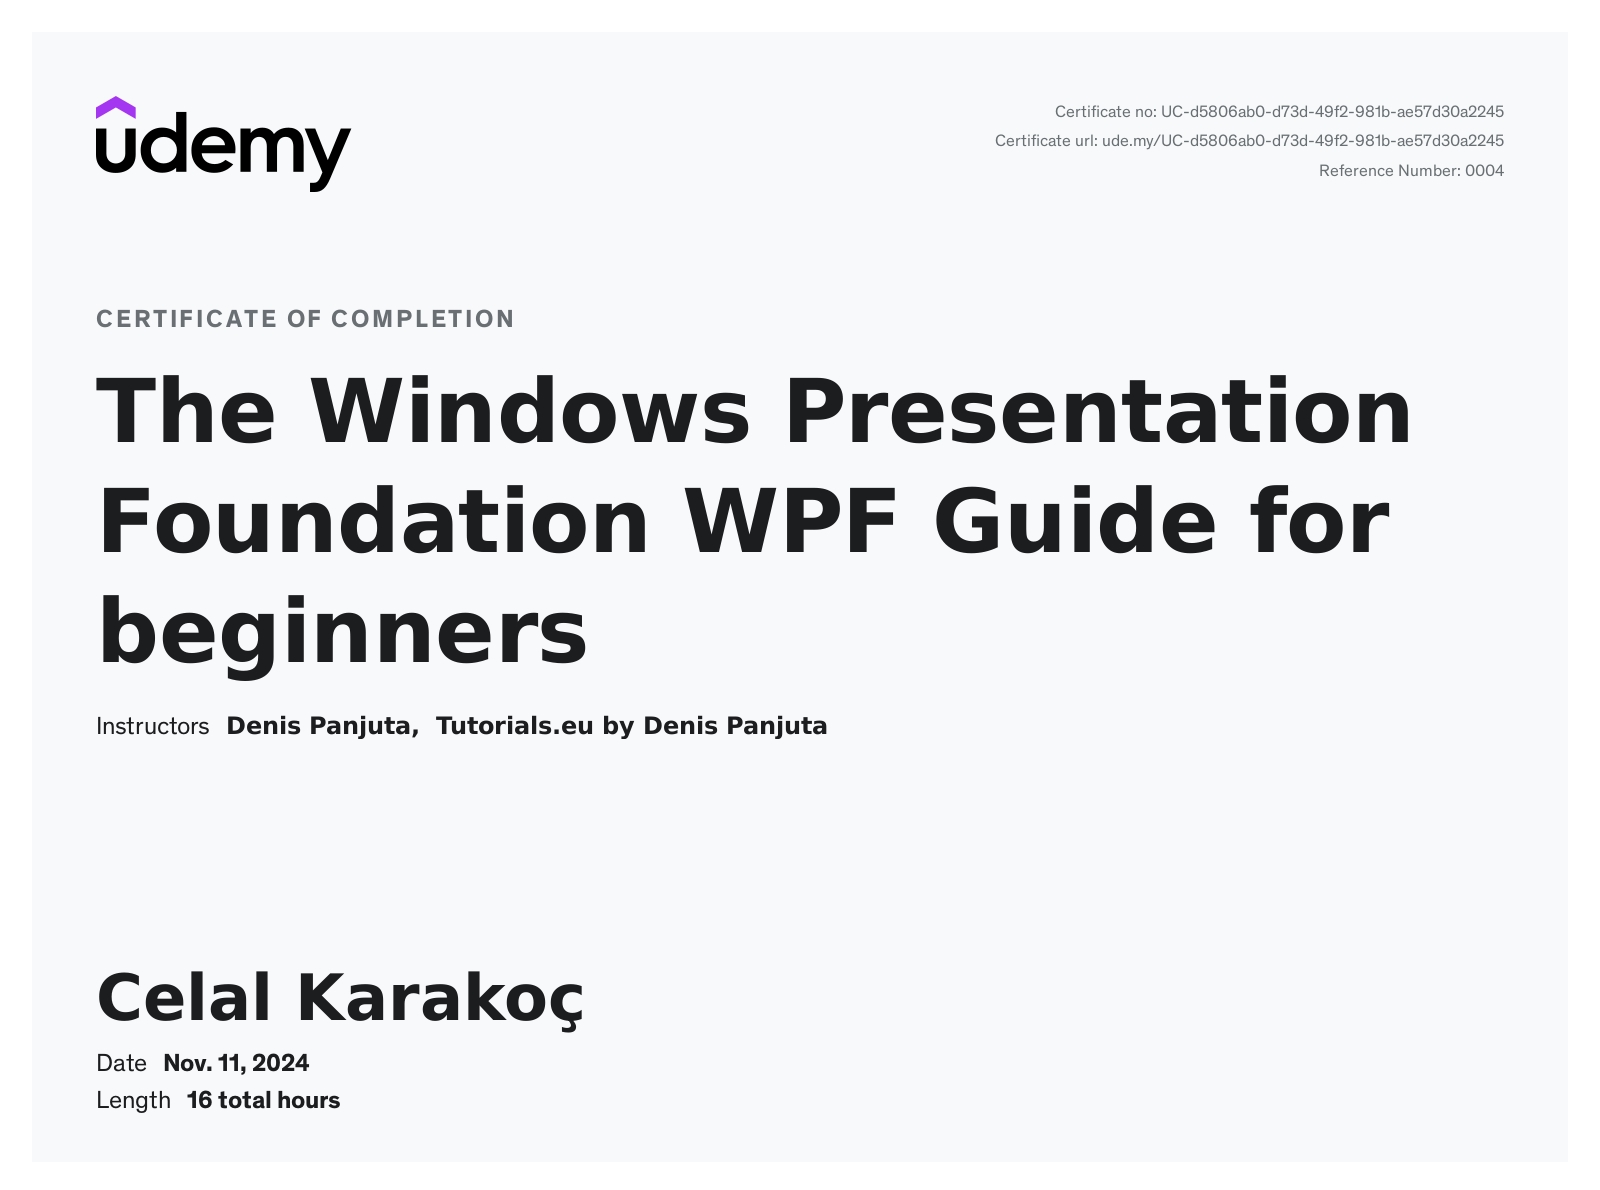 udemy
Certificate no: UC-d5806ab0-d73d-49f2-981b-ae57d30a2245
Certificate url: ude.my/UC-d5806ab0-d73d-49f2-981b-ae57d30a2245
Reference Number: 0004
CERTIFICATE OF COMPLETION
The Windows Presentation
Foundation WPF Guide for
beginners
Instructors Denis Panjuta, Tutorials.eu by Denis Panjuta
Celal Karakoç
Date Nov. 11, 2024
Length 16 total hours